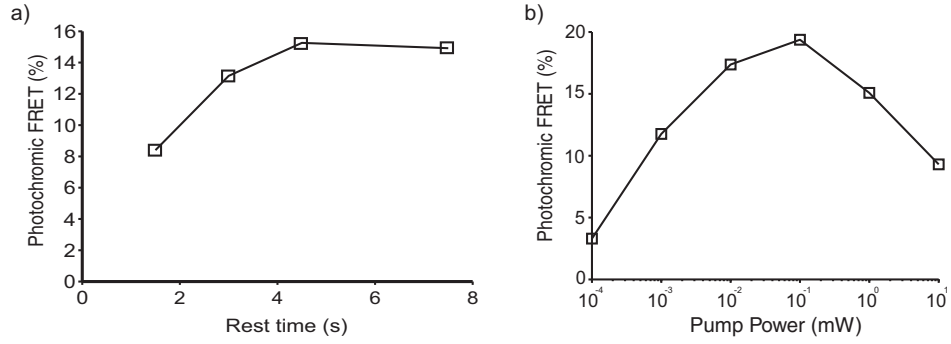 a)
Photochromic FRET (%)
16
14
12
10
8
6
4
2
0
0 2 4 6 8
Rest time (s)
b)
Photochromic FRET (%)
20
15
10
5
0
10⁻⁴ 10⁻³ 10⁻² 10⁻¹ 10⁰ 10¹
Pump Power (mW)